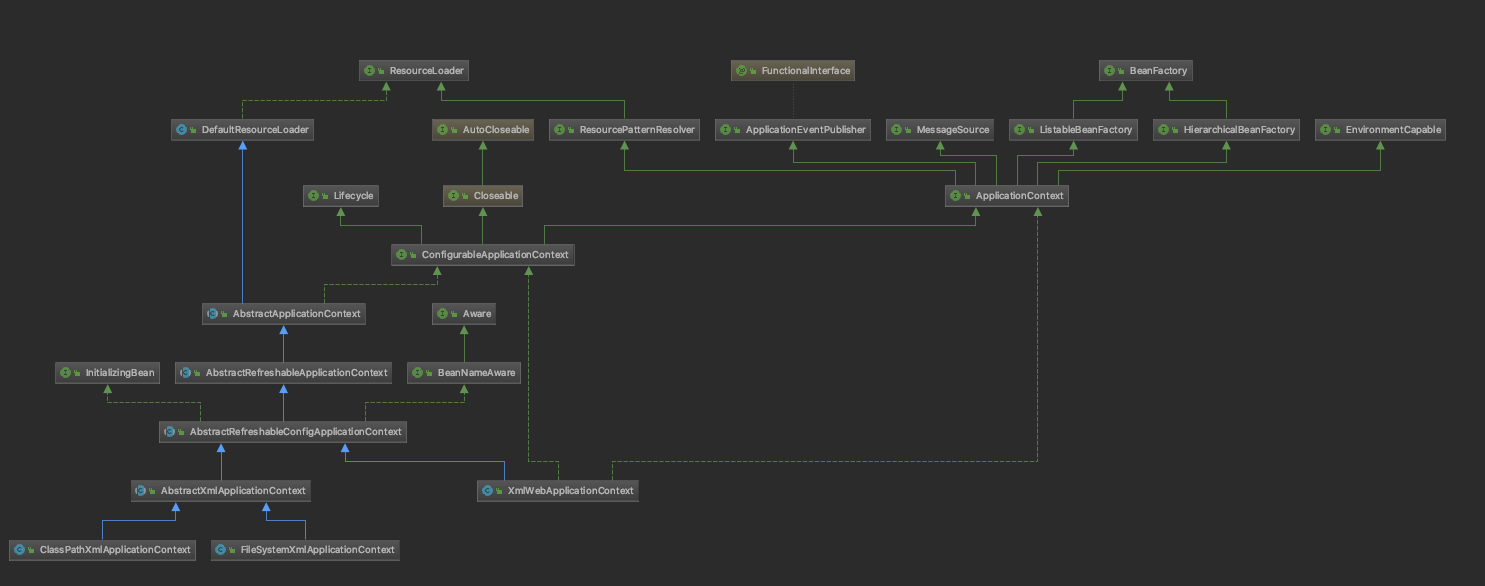 ResourceLoader
FunctionalInterface
BeanFactory
DefaultResourceLoader
AutoCloseable
ResourcePatternResolver
ApplicationEventPublisher
MessageSource
ListableBeanFactory
HierarchicalBeanFactory
EnvironmentCapable
Lifecycle
Closeable
ApplicationContext
ConfigurableApplicationContext
AbstractApplicationContext
Aware
InitializingBean
AbstractRefreshableApplicationContext
BeanNameAware
AbstractRefreshableConfigApplicationContext
AbstractXmlApplicationContext
XmlWebApplicationContext
ClassPathXmlApplicationContext
FileSystemXmlApplicationContext